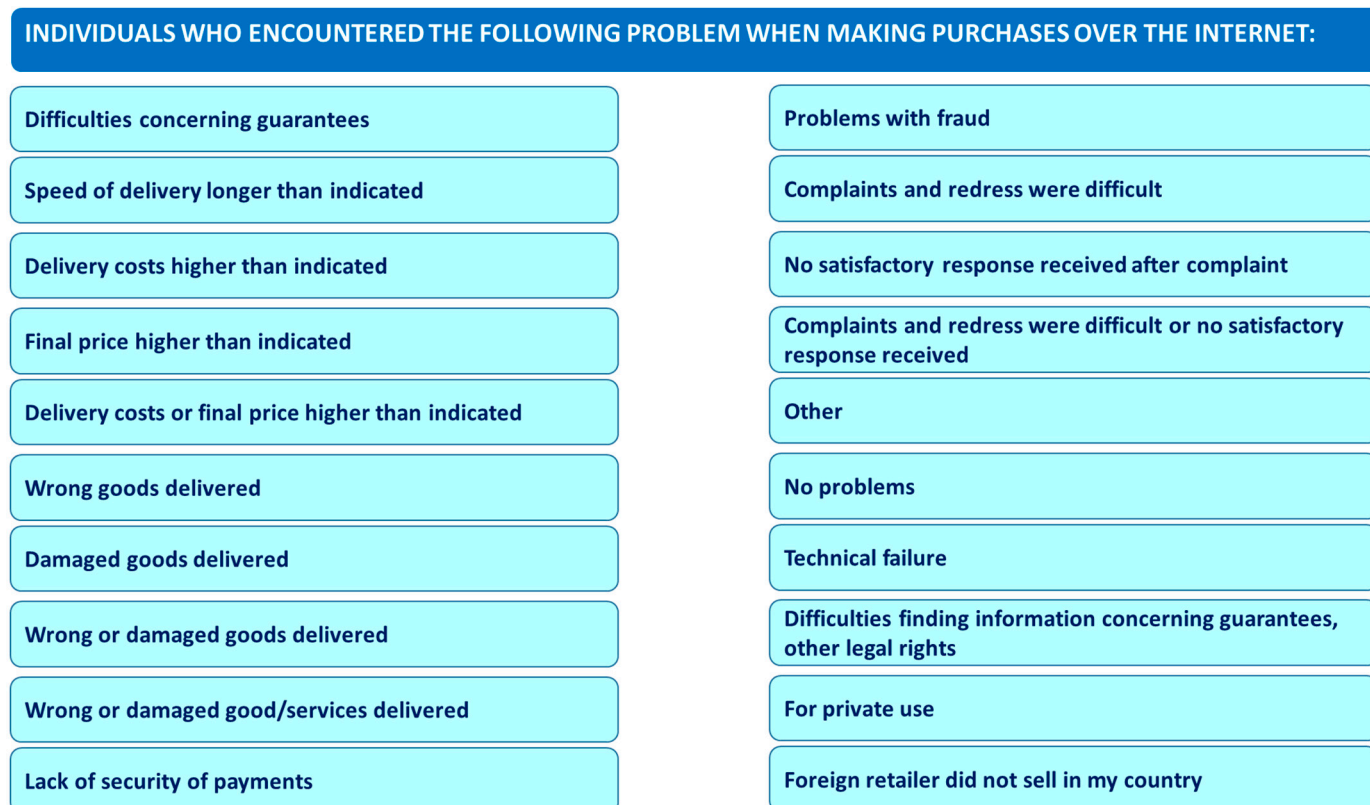 INDIVIDUALS WHO ENCOUNTERED THE FOLLOWING PROBLEM WHEN MAKING PURCHASES OVER THE INTERNET:
Difficulties concerning guarantees
Speed of delivery longer than indicated
Delivery costs higher than indicated
Final price higher than indicated
Delivery costs or final price higher than indicated
Wrong goods delivered
Damaged goods delivered
Wrong or damaged goods delivered
Wrong or damaged good/services delivered
Lack of security of payments
Problems with fraud
Complaints and redress were difficult
No satisfactory response received after complaint
Complaints and redress were difficult or no satisfactory
response received
Other
No problems
Technical failure
Difficulties finding information concerning guarantees,
other legal rights
For private use
Foreign retailer did not sell in my country